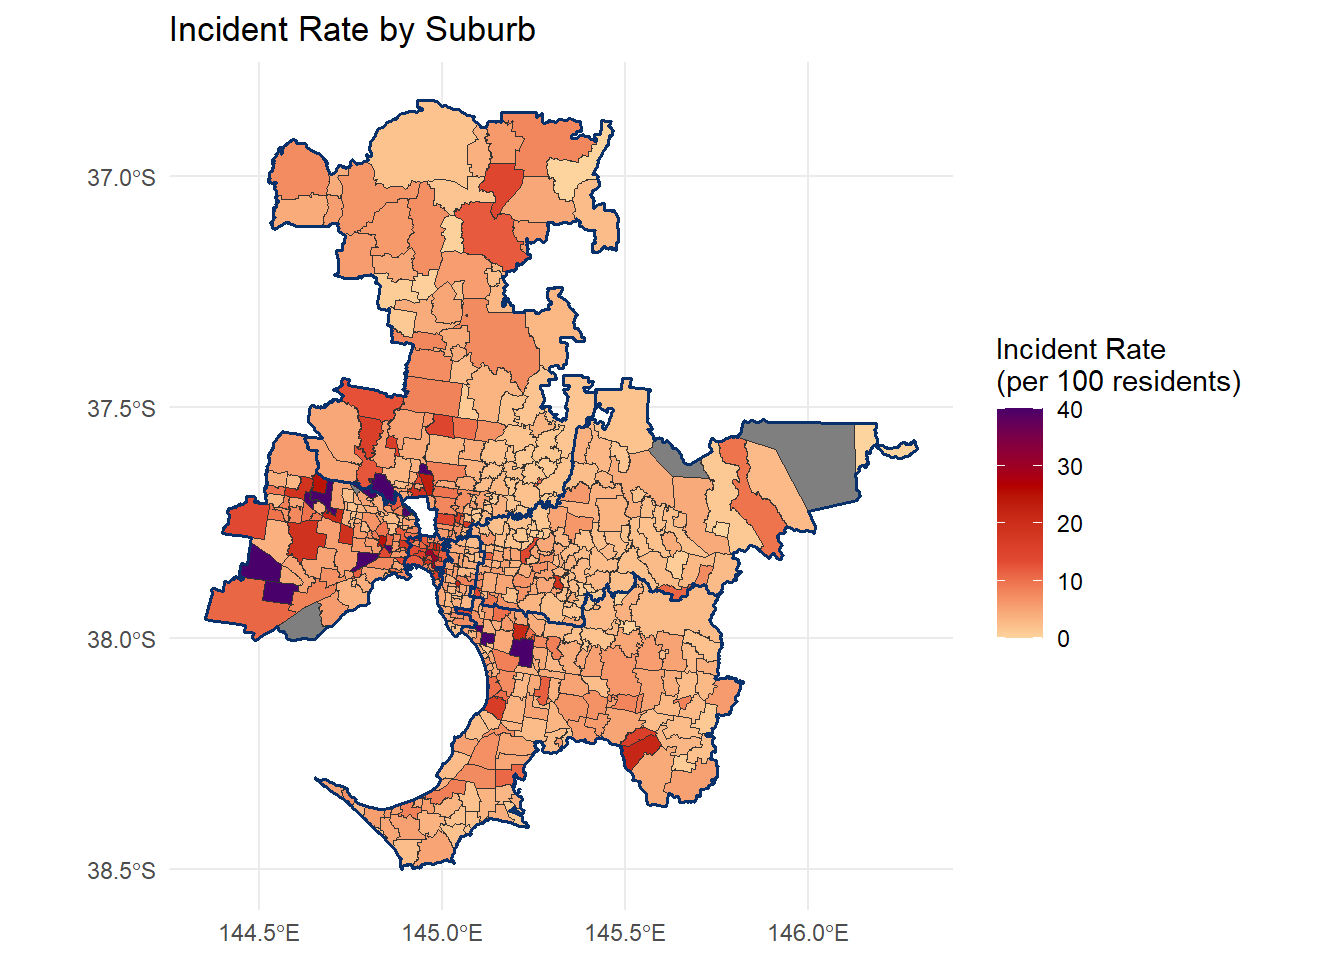 Incident Rate by Suburb
37.0°S
37.5°S
38.0°S
38.5°S
144.5°E
145.0°E
145.5°E
146.0°E
Incident Rate
(per 100 residents)
40
30
20
10
0